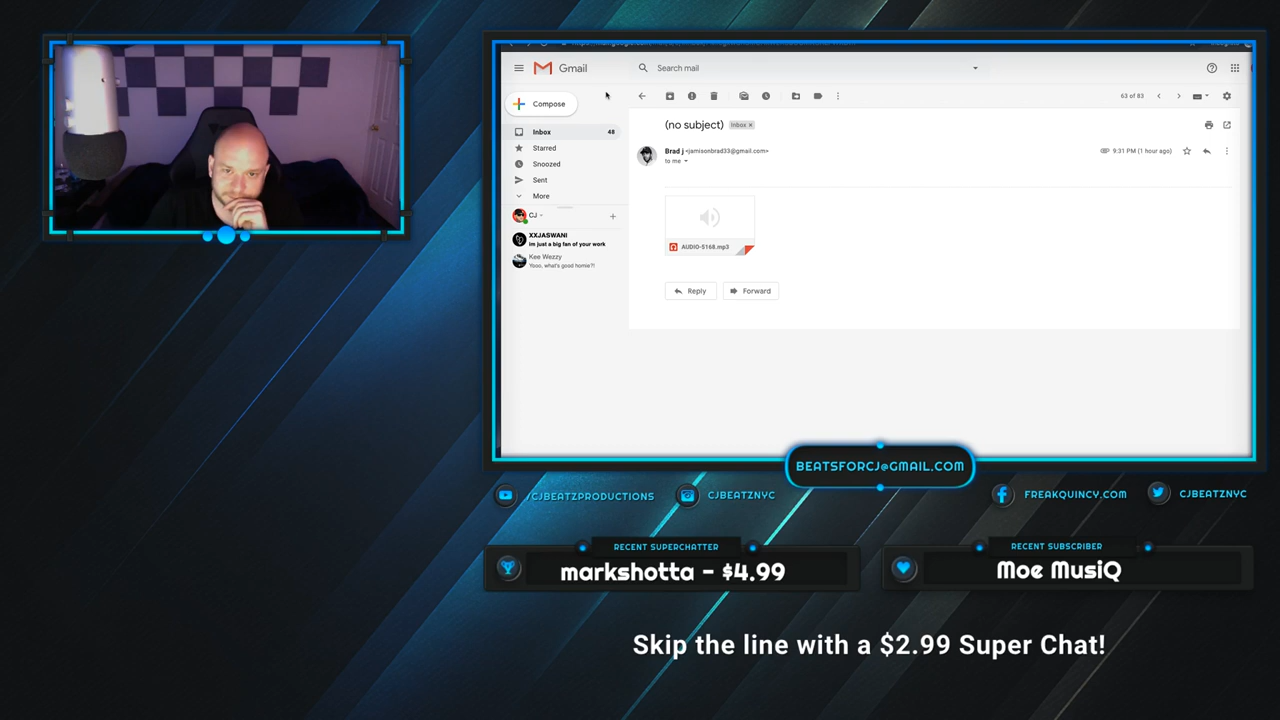 Gmail
Search mail
Compose
63 of 83
Inbox 48
Starred
Snoozed
Sent
More
CJ
XXJASWANI
Im just a big fan of your work
Kee Wezzy
Yooo, what's good homie?!
(no subject) Inbox x
Brad j <jamisonbrad33@gmail.com>
9:31 PM (1 hour ago)
to me
AUDIO-5168.mp3
Reply
Forward
BEATSFORCJ@GMAIL.COM
/CJBEATZPRODUCTIONS
CJBEATZNYC
FREAKQUINCY.COM
CJBEATZNYC
RECENT SUPERCHATTER
markshotta - $4.99
RECENT SUBSCRIBER
Moe MusiQ
Skip the line with a $2.99 Super Chat!